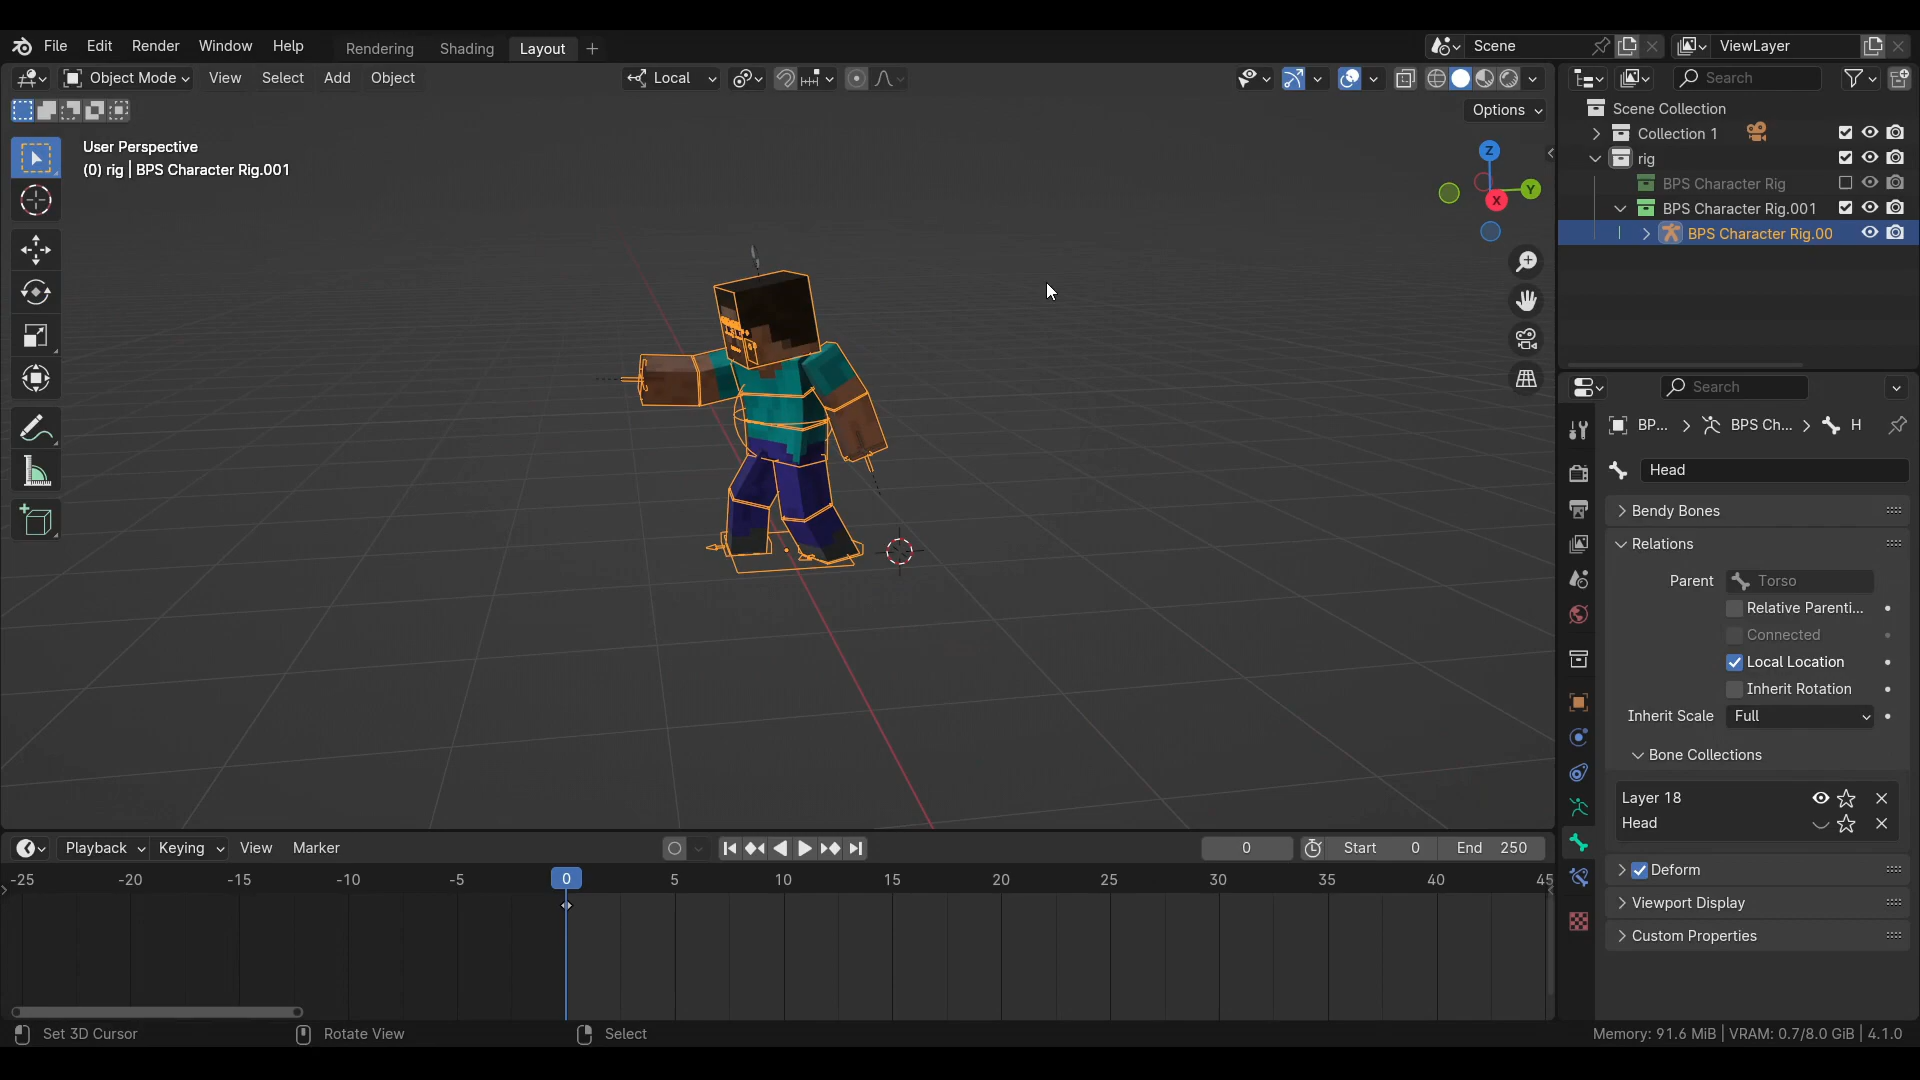 File Edit Render Window Help Rendering Shading Layout Scene ViewLayer
Object Mode View Select Add Object Local Search
Options
User Perspective
(0) rig | BPS Character Rig.001
Z
Y
X
Scene Collection
Collection 1
rig
BPS Character Rig
BPS Character Rig.001
BPS Character Rig.00
Search
BP... BPS Ch... H
Head
Bendy Bones
Relations
Parent Torso
Relative Parenti...
Connected
Local Location
Inherit Rotation
Inherit Scale Full
Bone Collections
Layer 18
Head
Deform
Viewport Display
Custom Properties
Playback Keying View Marker 0 Start 0 End 250
-25 -20 -15 -10 -5 0 5 10 15 20 25 30 35 40 45
Set 3D Cursor Rotate View Select Memory: 91.6 MiB | VRAM: 0.7/8.0 GiB | 4.1.0